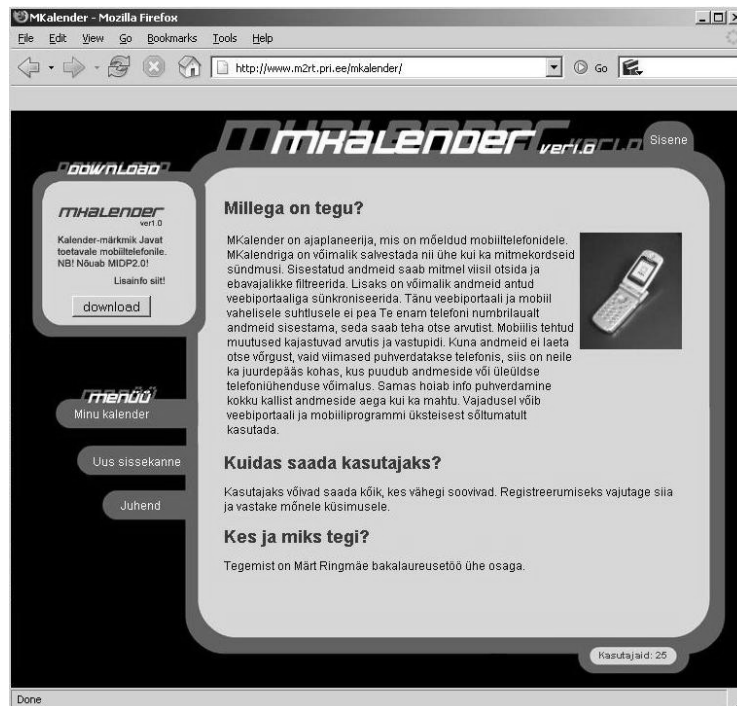 MKalender - Mozilla Firefox
File Edit View Go Bookmarks Tools Help
http://www.m2rt.pri.ee/mkalender/ Go
mkalender ver1.0
Sisene
download
mkalender
ver1.0
Kalender-märkmik Javat
toetavale mobiiltelefonile.
NB! Nõuab MIDP2.0!
Lisainfo siit!
download
menüü
Minu kalender
Uus sissekanne
Juhend
Millega on tegu?
MKalender on ajaplaneerija, mis on mõeldud mobiiltelefonidele.
MKalendriga on võimalik salvestada nii ühe kui ka mitmekordseid
sündmusi. Sisestatud andmeid saab mitmel viisil otsida ja
ebavajalikke filtreerida. Lisaks on võimalik andmeid antud
veebiportaaliga sünkroniseerida. Tänu veebiportaali ja mobiil
vahelisele suhtlusele ei pea Te enam telefoni numbrilaualt
andmeid sisestama, seda saab teha otse arvutist. Mobiilis tehtud
muutused kajastuvad arvutis ja vastupidi. Kuna andmeid ei laeta
otse võrgust, vaid viimased puhverdatakse telefonis, siis on neile
ka juurdepääs kohas, kus puudub andmeside või üleüldse
telefoniühenduse võimalus. Samas hoiab info puhverdamine
kokku kallist andmeside aega kui ka mahtu. Vajadusel võib
veebiportaali ja mobiiliprogrammi üksteisest sõltumatult
kasutada.
Kuidas saada kasutajaks?
Kasutajaks võivad saada kõik, kes vähegi soovivad. Registreerumiseks vajutage siia
ja vastake mõnele küsimusele.
Kes ja miks tegi?
Tegemist on Märt Ringmäe bakalaureusetöö ühe osaga.
Kasutajaid: 25
Done